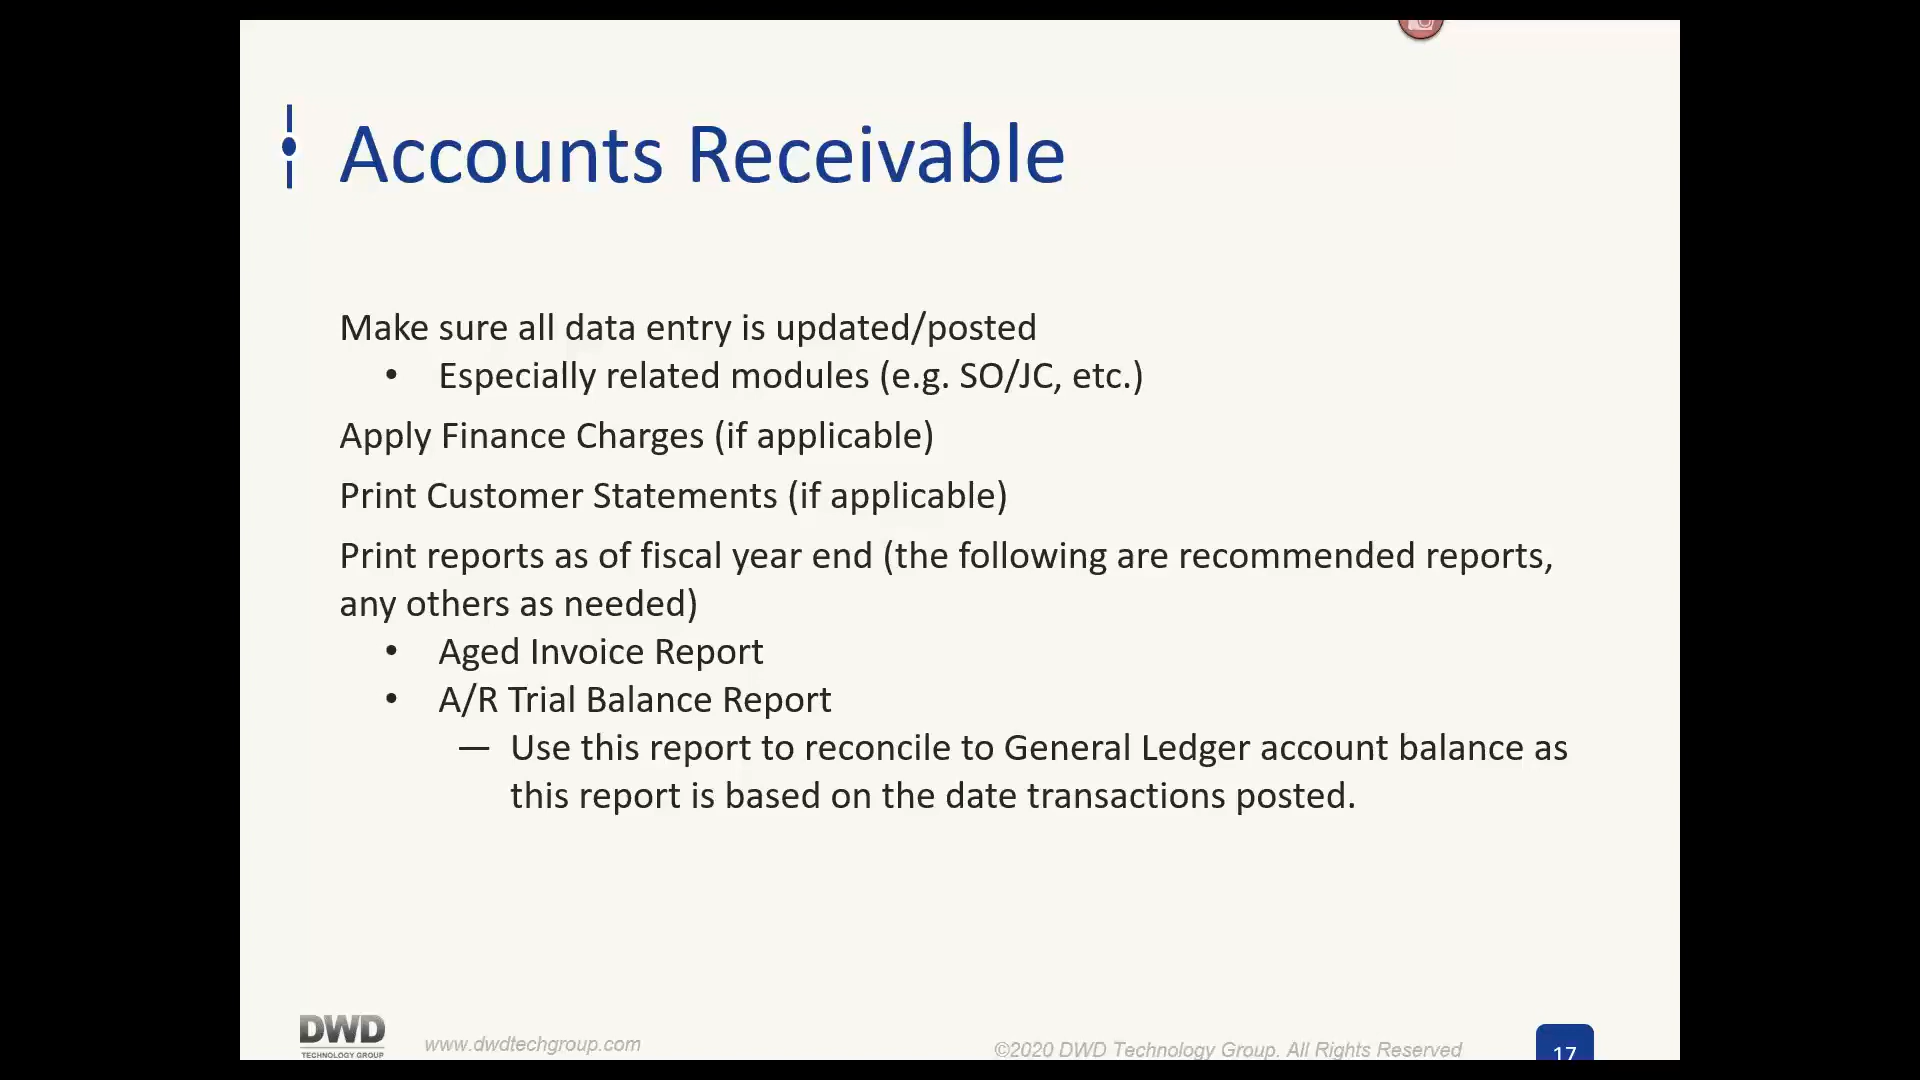 Accounts Receivable
Make sure all data entry is updated/posted
• Especially related modules (e.g. SO/JC, etc.)
Apply Finance Charges (if applicable)
Print Customer Statements (if applicable)
Print reports as of fiscal year end (the following are recommended reports,
any others as needed)
• Aged Invoice Report
• A/R Trial Balance Report
— Use this report to reconcile to General Ledger account balance as
this report is based on the date transactions posted.
DWD
TECHNOLOGY GROUP
www.dwdtechgroup.com
©2020 DWD Technology Group. All Rights Reserved
17